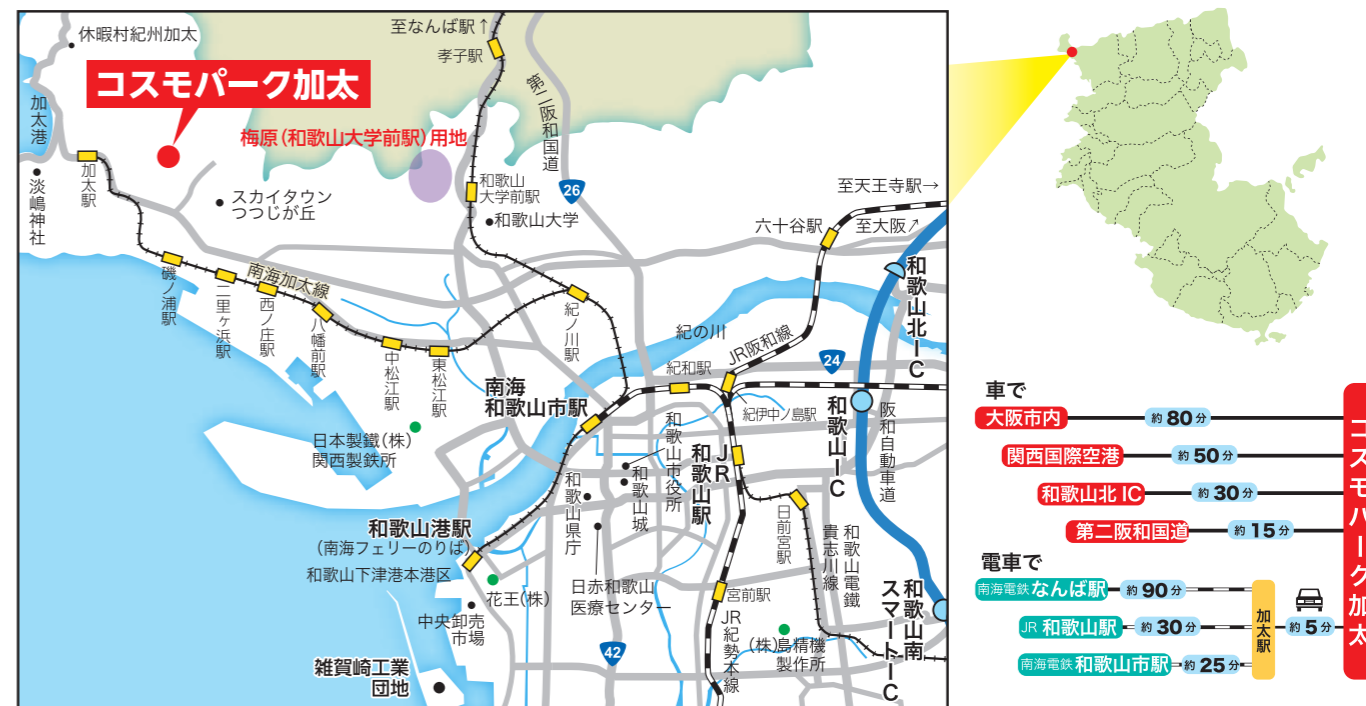 休暇村紀州加太
至なんば駅↑
孝子駅
コスモパーク加太
第二阪和国道
加太港
梅原(和歌山大学前駅)用地
加太駅
淡嶋神社
スカイタウン
つつじが丘
和歌山
大学前駅
和歌山大学
26
至天王寺駅→
六十谷駅
至大阪↗
和歌山北IC
南海加太線
磯ノ浦駅
二里ヶ浜駅
西ノ庄駅
八幡前駅
中松江駅
東松江駅
紀ノ川駅
紀の川
JR阪和線
24
紀和駅
紀伊中ノ島駅
南海
和歌山市駅
和歌山IC
阪和自動車道
日本製鐵(株)
関西製鉄所
和歌山市役所
和歌山城
和歌山県庁
JR
和歌山駅
日前宮駅
和歌山電鐵
貴志川線
和歌山港駅
(南海フェリーのりば)
和歌山下津港本港区
花王(株)
日赤和歌山
医療センター
中央卸売
市場
宮前駅
JR紀勢本線
(株)島精機
製作所
和歌山南
スマートIC
42
雑賀崎工業
団地
車で
大阪市内 約80分
関西国際空港 約50分
和歌山北 IC 約30分
第二阪和国道 約15分
電車で
南海電鉄 なんば駅 約90分
JR 和歌山駅 約30分
南海電鉄 和歌山市駅 約25分
加太駅
約5分
コスモパーク加太